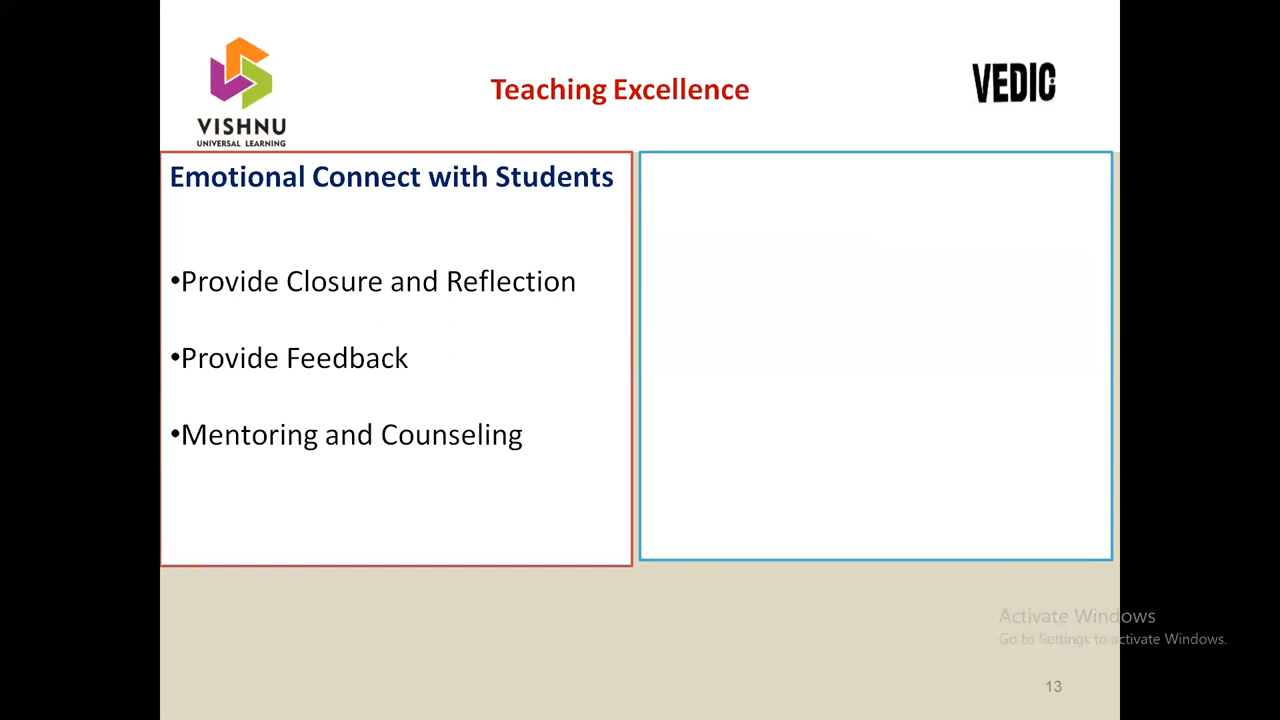 VISHNU
UNIVERSAL LEARNING
Teaching Excellence
VEDIC
Emotional Connect with Students
•Provide Closure and Reflection
•Provide Feedback
•Mentoring and Counseling
Activate Windows
Go to Settings to activate Windows.
13